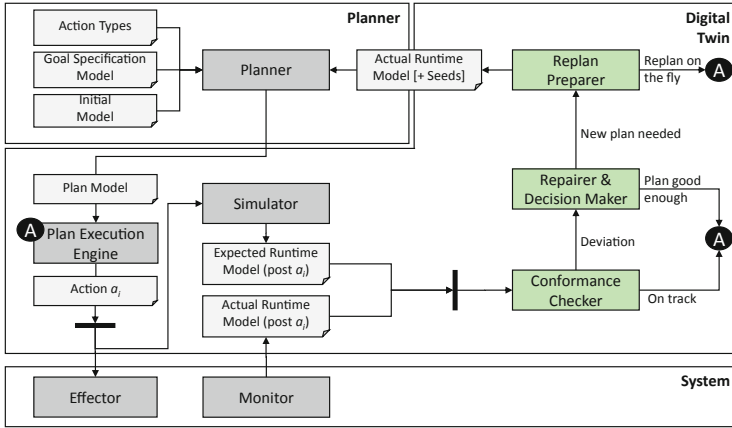 Planner
Digital
Twin
Action Types
Goal Specification
Model
Initial
Model
Planner
Actual Runtime
Model [+ Seeds]
Replan
Preparer
Replan on
the fly
A
New plan needed
Plan Model
A
Plan Execution
Engine
Action ai
Simulator
Expected Runtime
Model (post ai)
Actual Runtime
Model (post ai)
Repairer &
Decision Maker
Plan good
enough
A
Deviation
Conformance
Checker
On track
System
Effector
Monitor